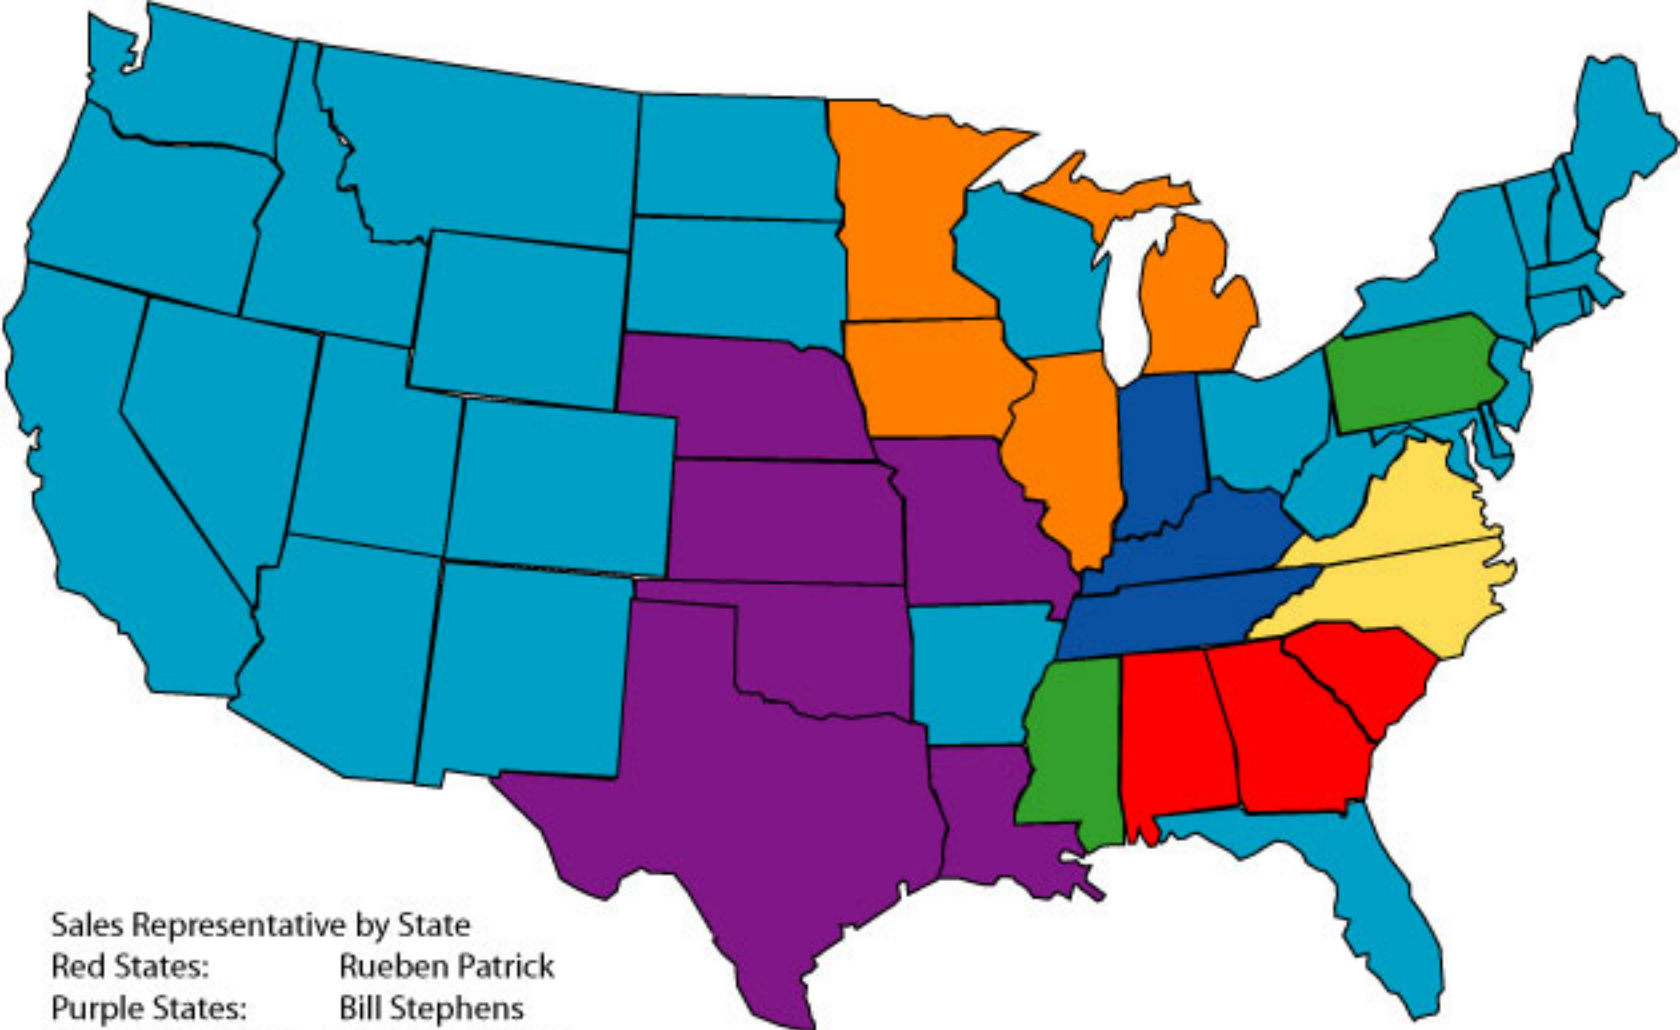 Sales Representative by State
Red States: Rueben Patrick
Purple States: Bill Stephens